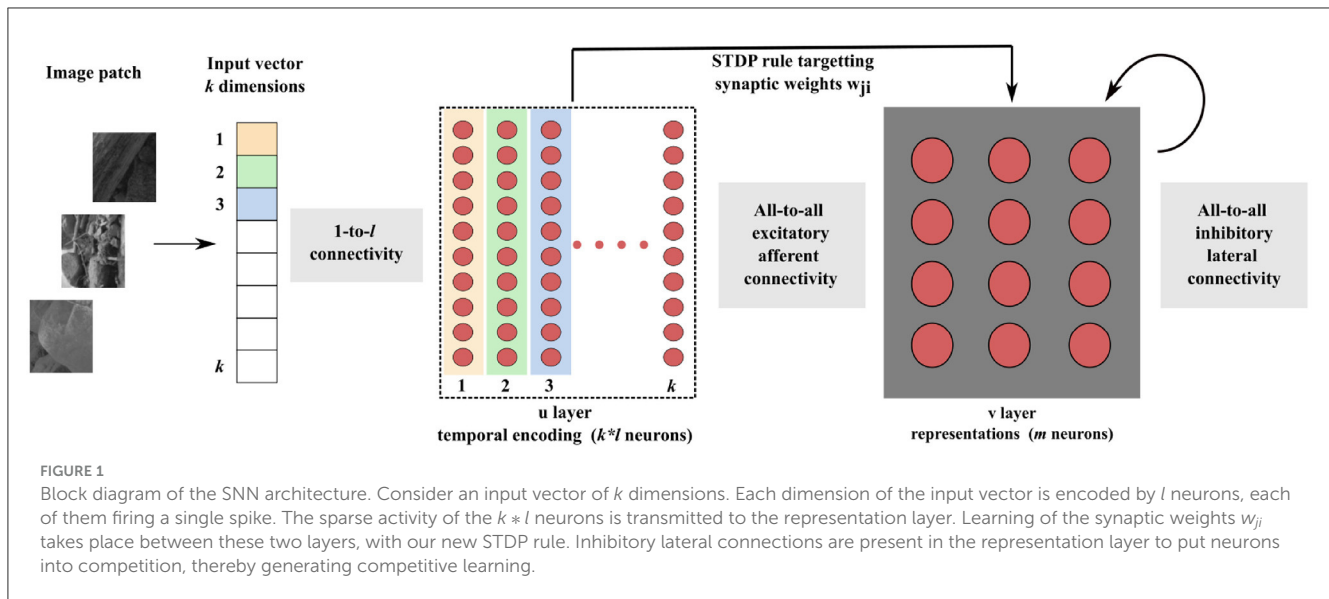 Image patch
Input vector
k dimensions
1
2
3
k
1-to-l
connectivity
1
2
3
k
u layer
temporal encoding (k*l neurons)
STDP rule targetting
synaptic weights wji
All-to-all
excitatory
afferent
connectivity
v layer
representations (m neurons)
All-to-all
inhibitory
lateral
connectivity
FIGURE 1
Block diagram of the SNN architecture. Consider an input vector of k dimensions. Each dimension of the input vector is encoded by l neurons, each
of them firing a single spike. The sparse activity of the k ∗ l neurons is transmitted to the representation layer. Learning of the synaptic weights wji
takes place between these two layers, with our new STDP rule. Inhibitory lateral connections are present in the representation layer to put neurons
into competition, thereby generating competitive learning.